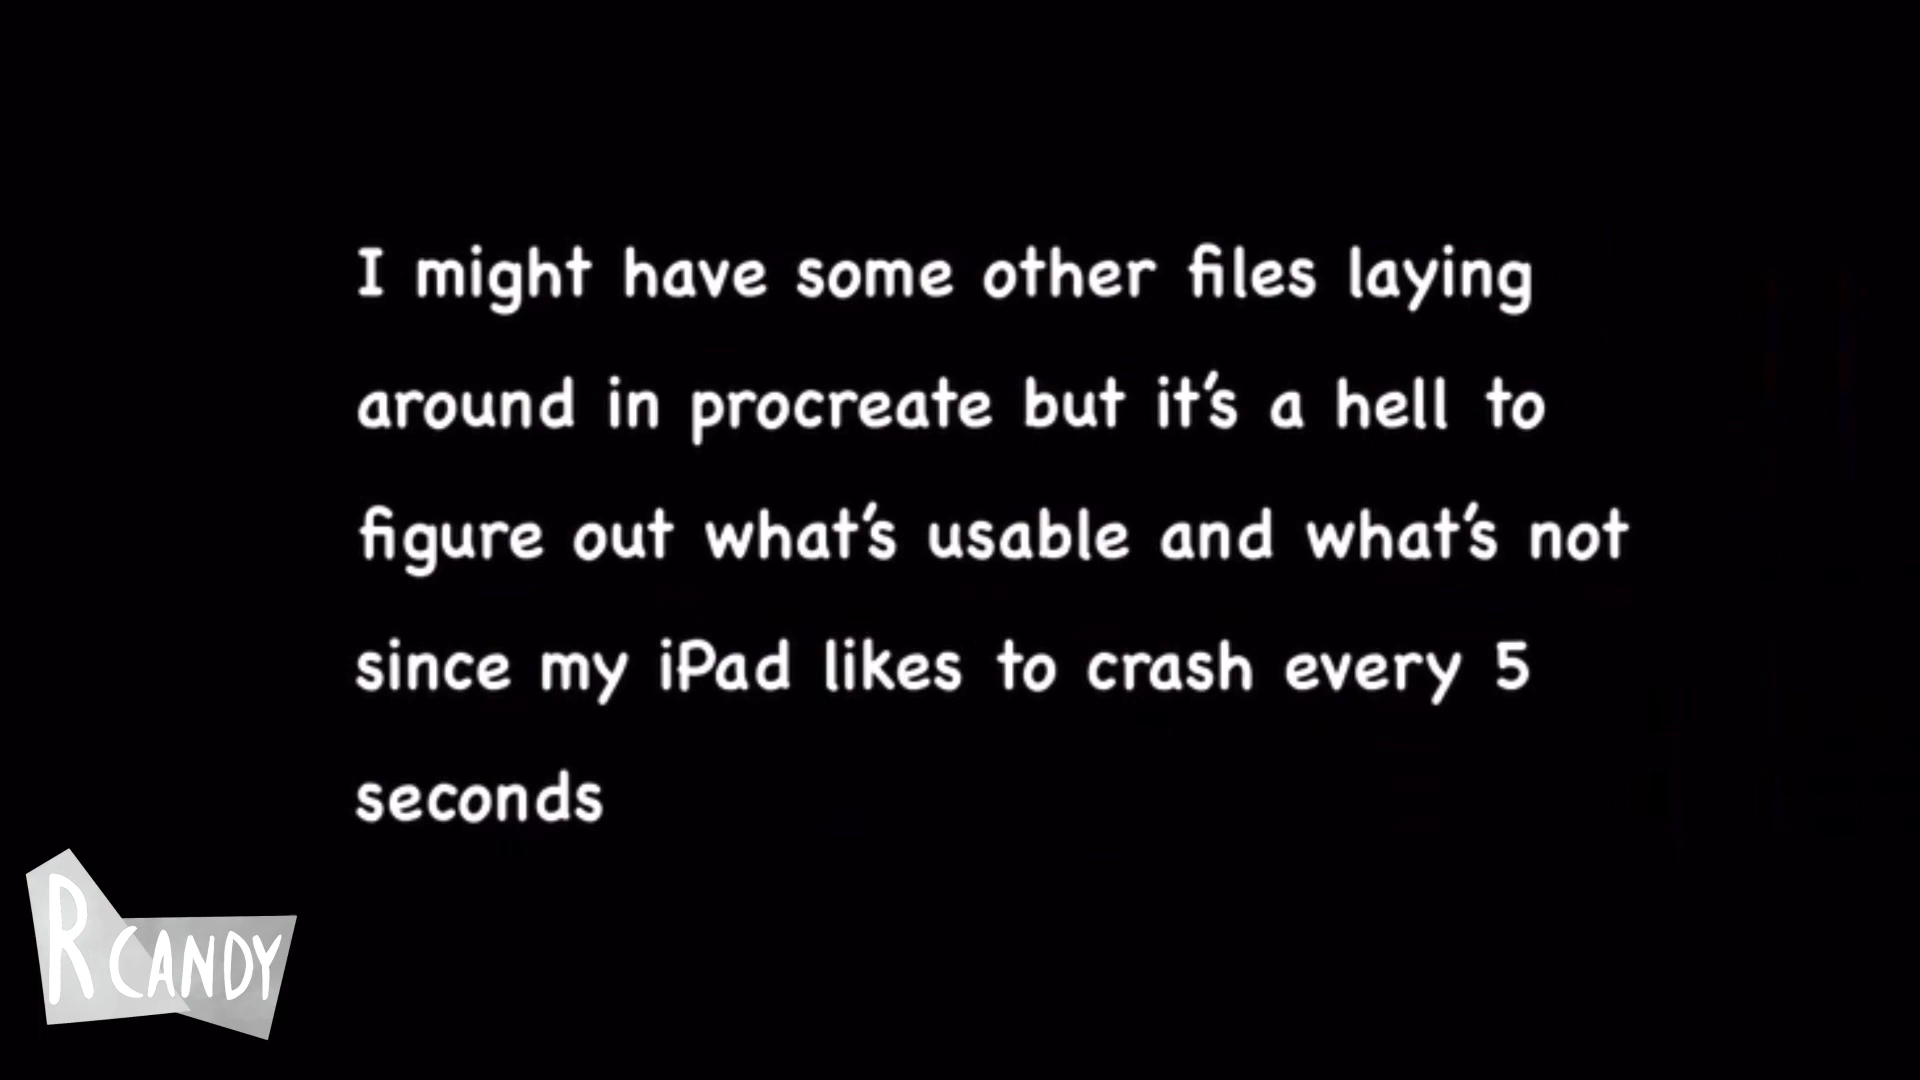 I might have some other files laying
around in procreate but it's a hell to
figure out what's usable and what's not
since my iPad likes to crash every 5
seconds
R CANDY